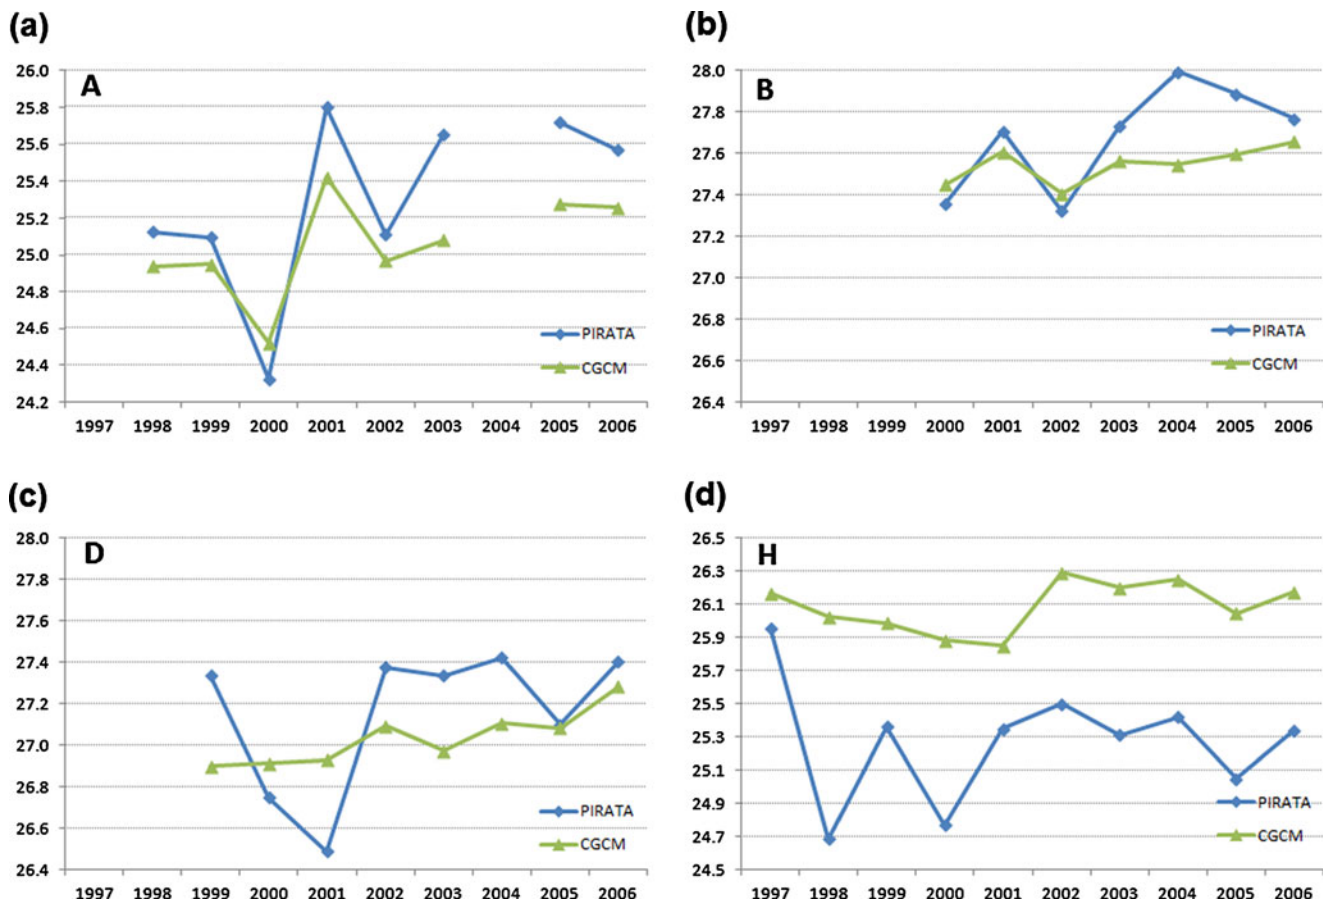 (a)
A
26.0
25.8
25.6
25.4
25.2
25.0
24.8
24.6
24.4
24.2
PIRATA
CGCM
1997 1998 1999 2000 2001 2002 2003 2004 2005 2006
(b)
B
28.0
27.8
27.6
27.4
27.2
27.0
26.8
26.6
26.4
PIRATA
CGCM
1997 1998 1999 2000 2001 2002 2003 2004 2005 2006
(c)
D
28.0
27.8
27.6
27.4
27.2
27.0
26.8
26.6
26.4
PIRATA
CGCM
1997 1998 1999 2000 2001 2002 2003 2004 2005 2006
(d)
H
26.5
26.3
26.1
25.9
25.7
25.5
25.3
25.1
24.9
24.7
24.5
PIRATA
CGCM
1997 1998 1999 2000 2001 2002 2003 2004 2005 2006